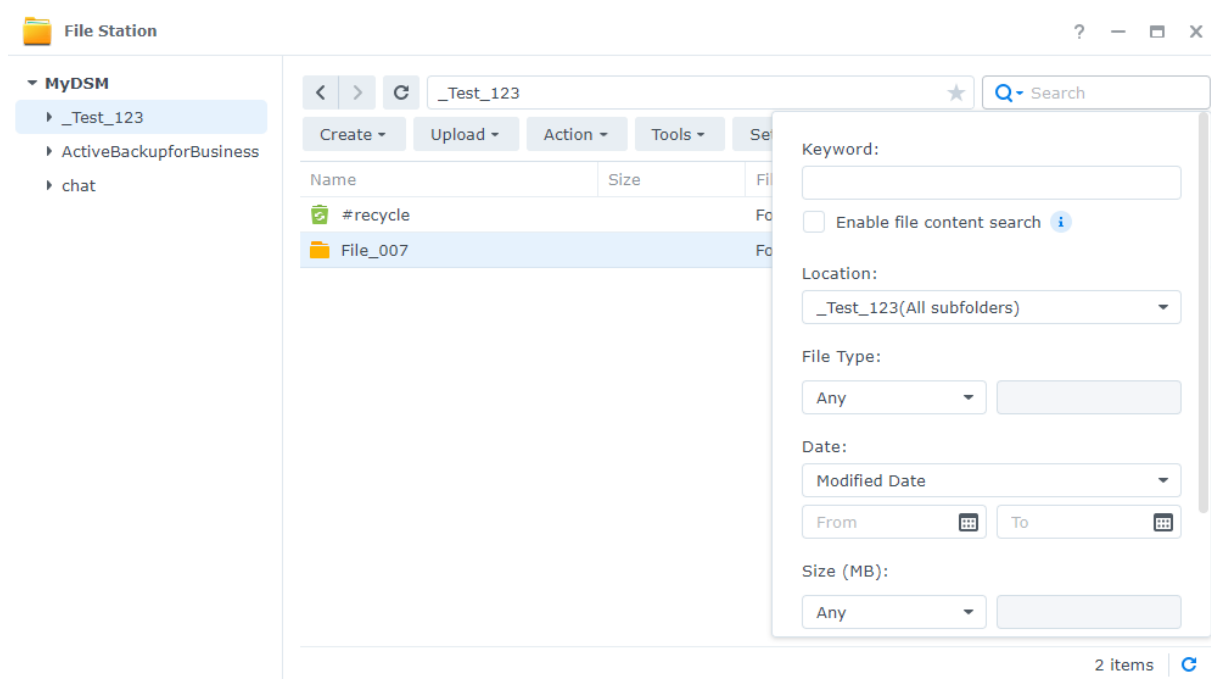 File Station
?
MyDSM
_Test_123
ActiveBackupforBusiness
chat
_Test_123
Search
Create
Upload
Action
Tools
Se
Name
Size
Fil
#recycle
Fo
File_007
Fo
Keyword:
Enable file content search i
Location:
_Test_123(All subfolders)
File Type:
Any
Date:
Modified Date
From
To
Size (MB):
Any
2 items